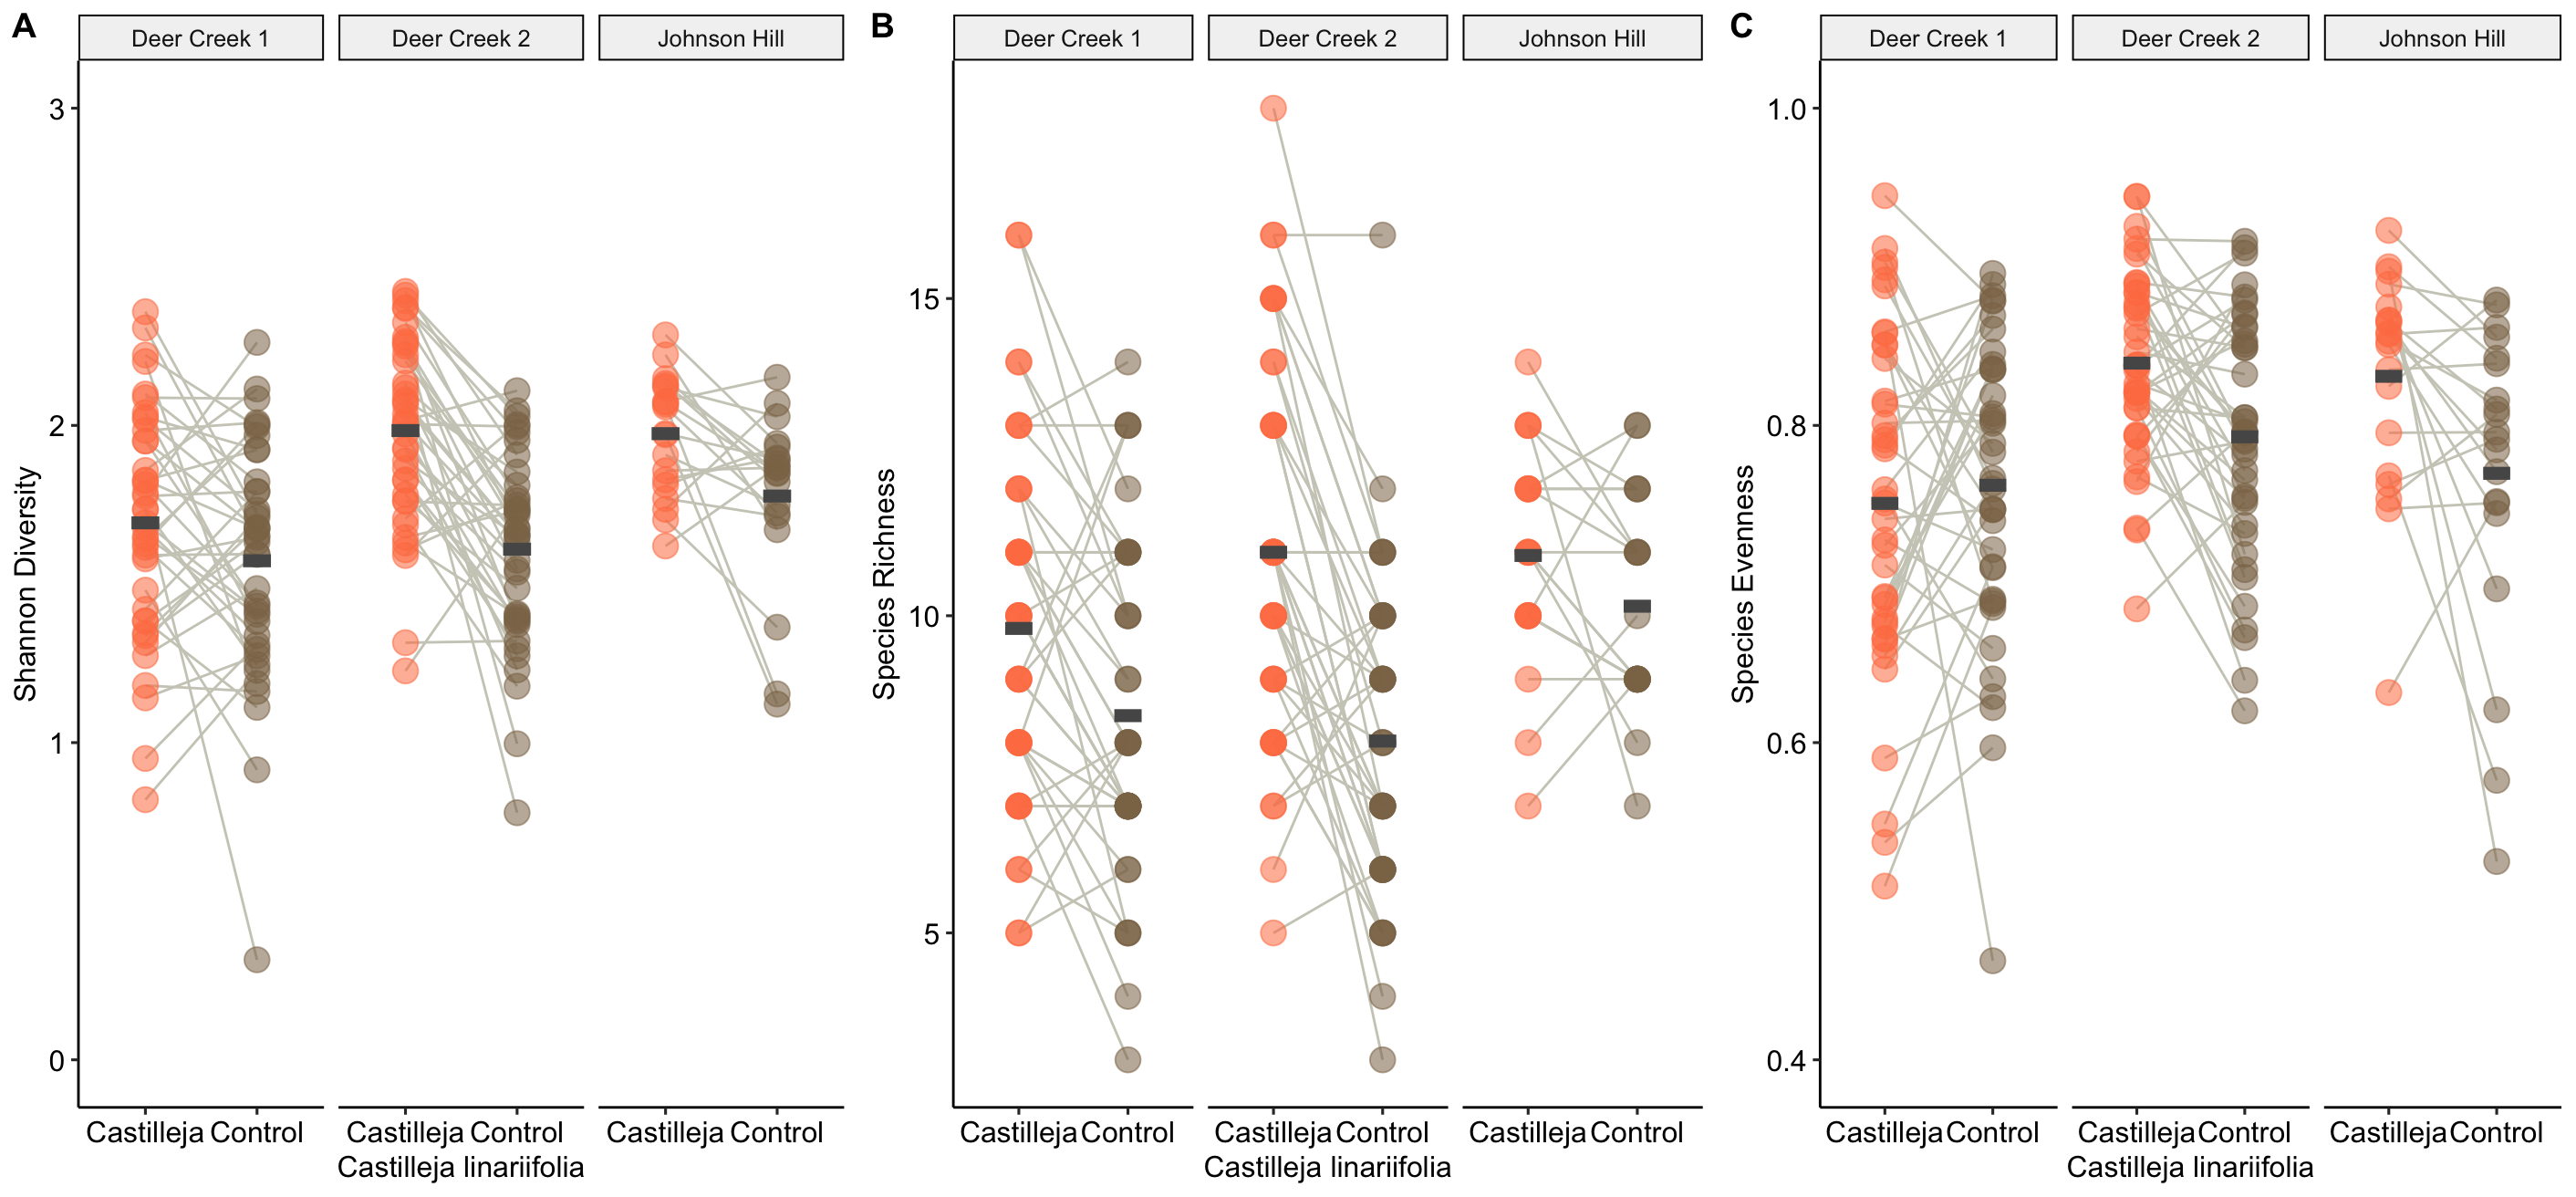 A
Deer Creek 1
Deer Creek 2
Johnson Hill
Shannon Diversity
3
2
1
0
Castilleja Control
Castilleja Control
Castilleja Control
Castilleja linariifolia
B
Deer Creek 1
Deer Creek 2
Johnson Hill
Species Richness
15
10
5
Castilleja Control
Castilleja Control
Castilleja Control
Castilleja linariifolia
C
Deer Creek 1
Deer Creek 2
Johnson Hill
Species Evenness
1.0
0.8
0.6
0.4
Castilleja Control
Castilleja Control
Castilleja Control
Castilleja linariifolia